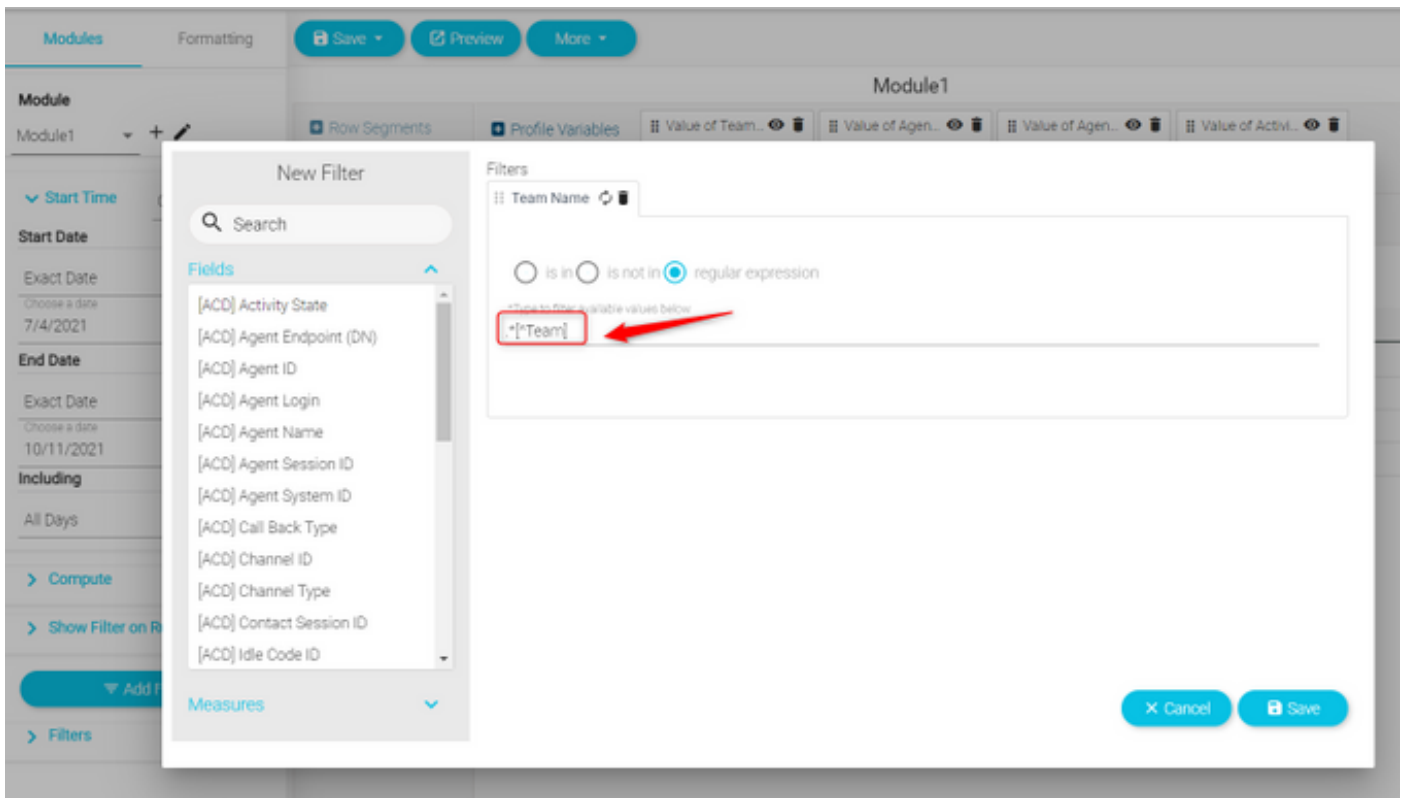 Modules Formatting Save Preview More
Module1
Module
Module1 +
Row Segments Profile Variables Value of Team... Value of Agen... Value of Agen... Value of Activi...
New Filter
Filters
Start Time
Team Name
Search
Start Date
Fields
is in is not in regular expression
Exact Date
Choose a date
7/4/2021
*Type to filter available values below
.*[^Team]
[ACD] Activity State
[ACD] Agent Endpoint (DN)
End Date
[ACD] Agent ID
Exact Date
[ACD] Agent Login
Choose a date
10/11/2021
[ACD] Agent Name
[ACD] Agent Session ID
Including
[ACD] Agent System ID
All Days
[ACD] Call Back Type
[ACD] Channel ID
Compute
[ACD] Channel Type
[ACD] Contact Session ID
Show Filter on R
[ACD] Idle Code ID
Add F
Measures
Cancel Save
Filters